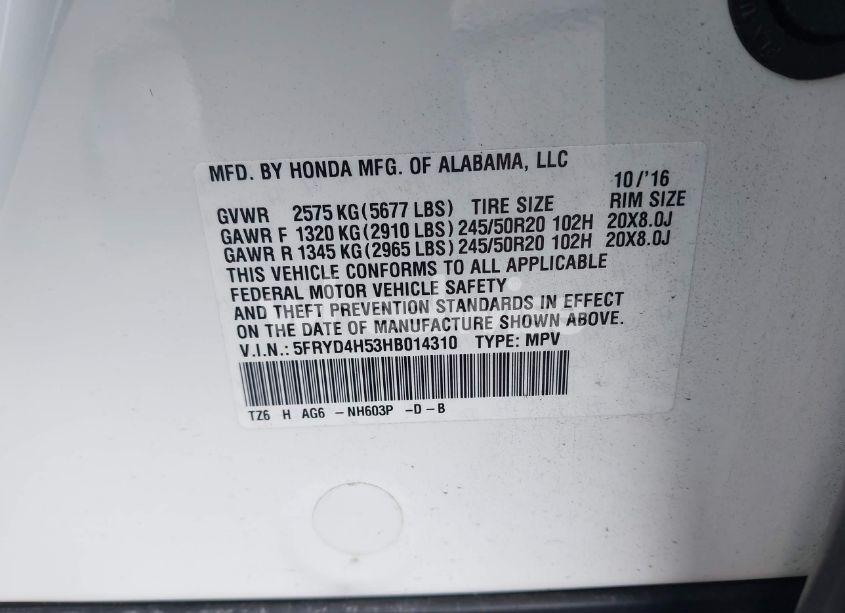 MFD. BY HONDA MFG. OF ALABAMA, LLC
10/'16
GVWR 2575 KG(5677 LBS) TIRE SIZE RIM SIZE
GAWR F 1320 KG(2910 LBS) 245/50R20 102H 20X8.0J
GAWR R 1345 KG(2965 LBS) 245/50R20 102H 20X8.0J
THIS VEHICLE CONFORMS TO ALL APPLICABLE
FEDERAL MOTOR VEHICLE SAFETY
AND THEFT PREVENTION STANDARDS IN EFFECT
ON THE DATE OF MANUFACTURE SHOWN ABOVE.
V.I.N.: 5FRYD4H53HB014310 TYPE: MPV
TZ6 H AG6 - NH603P -D-B